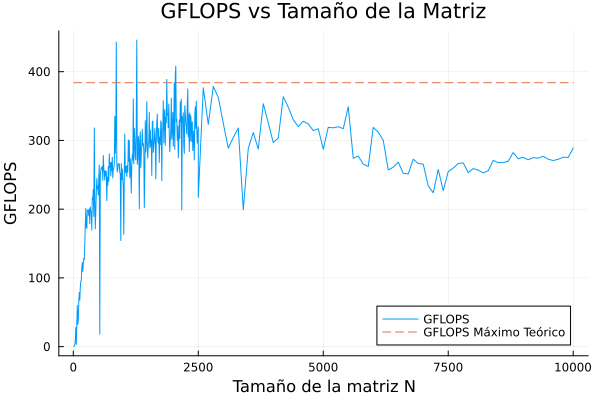 GFLOPS vs Tamaño de la Matriz
GFLOPS
400
300
200
100
0
0
2500
5000
7500
10000
Tamaño de la matriz N
GFLOPS
GFLOPS Máximo Teórico